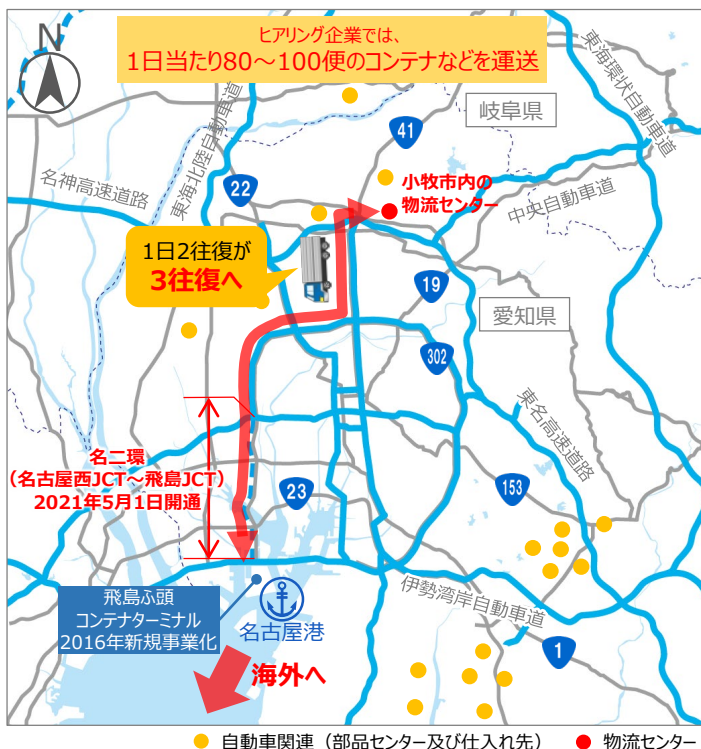 ヒアリング企業では、
1日当たり80～100便のコンテナなどを運送
N
東海北陸自動車道
東海環状自動車道
岐阜県
41
名神高速道路
22
小牧市内の
物流センター
中央自動車道
1日2往復が
3往復へ
19
愛知県
302
東名高速道路
名二環
（名古屋西JCT～飛島JCT）
2021年5月1日開通
23
153
飛島ふ頭
コンテナターミナル
2016年新規事業化
名古屋港
伊勢湾岸自動車道
1
海外へ
自動車関連（部品センター及び仕入れ先）
物流センター